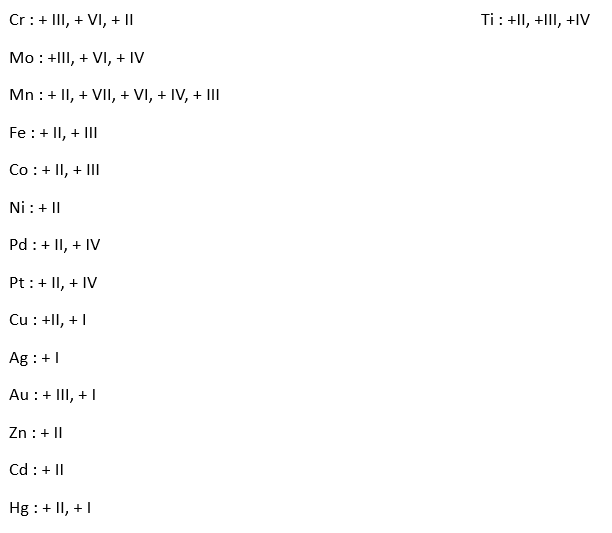 Cr : + III, + VI, + II
Ti : +II, +III, +IV
Mo : +III, + VI, + IV
Mn : + II, + VII, + VI, + IV, + III
Fe : + II, + III
Co : + II, + III
Ni : + II
Pd : + II, + IV
Pt : + II, + IV
Cu : +II, + I
Ag : + I
Au : + III, + I
Zn : + II
Cd : + II
Hg : + II, + I